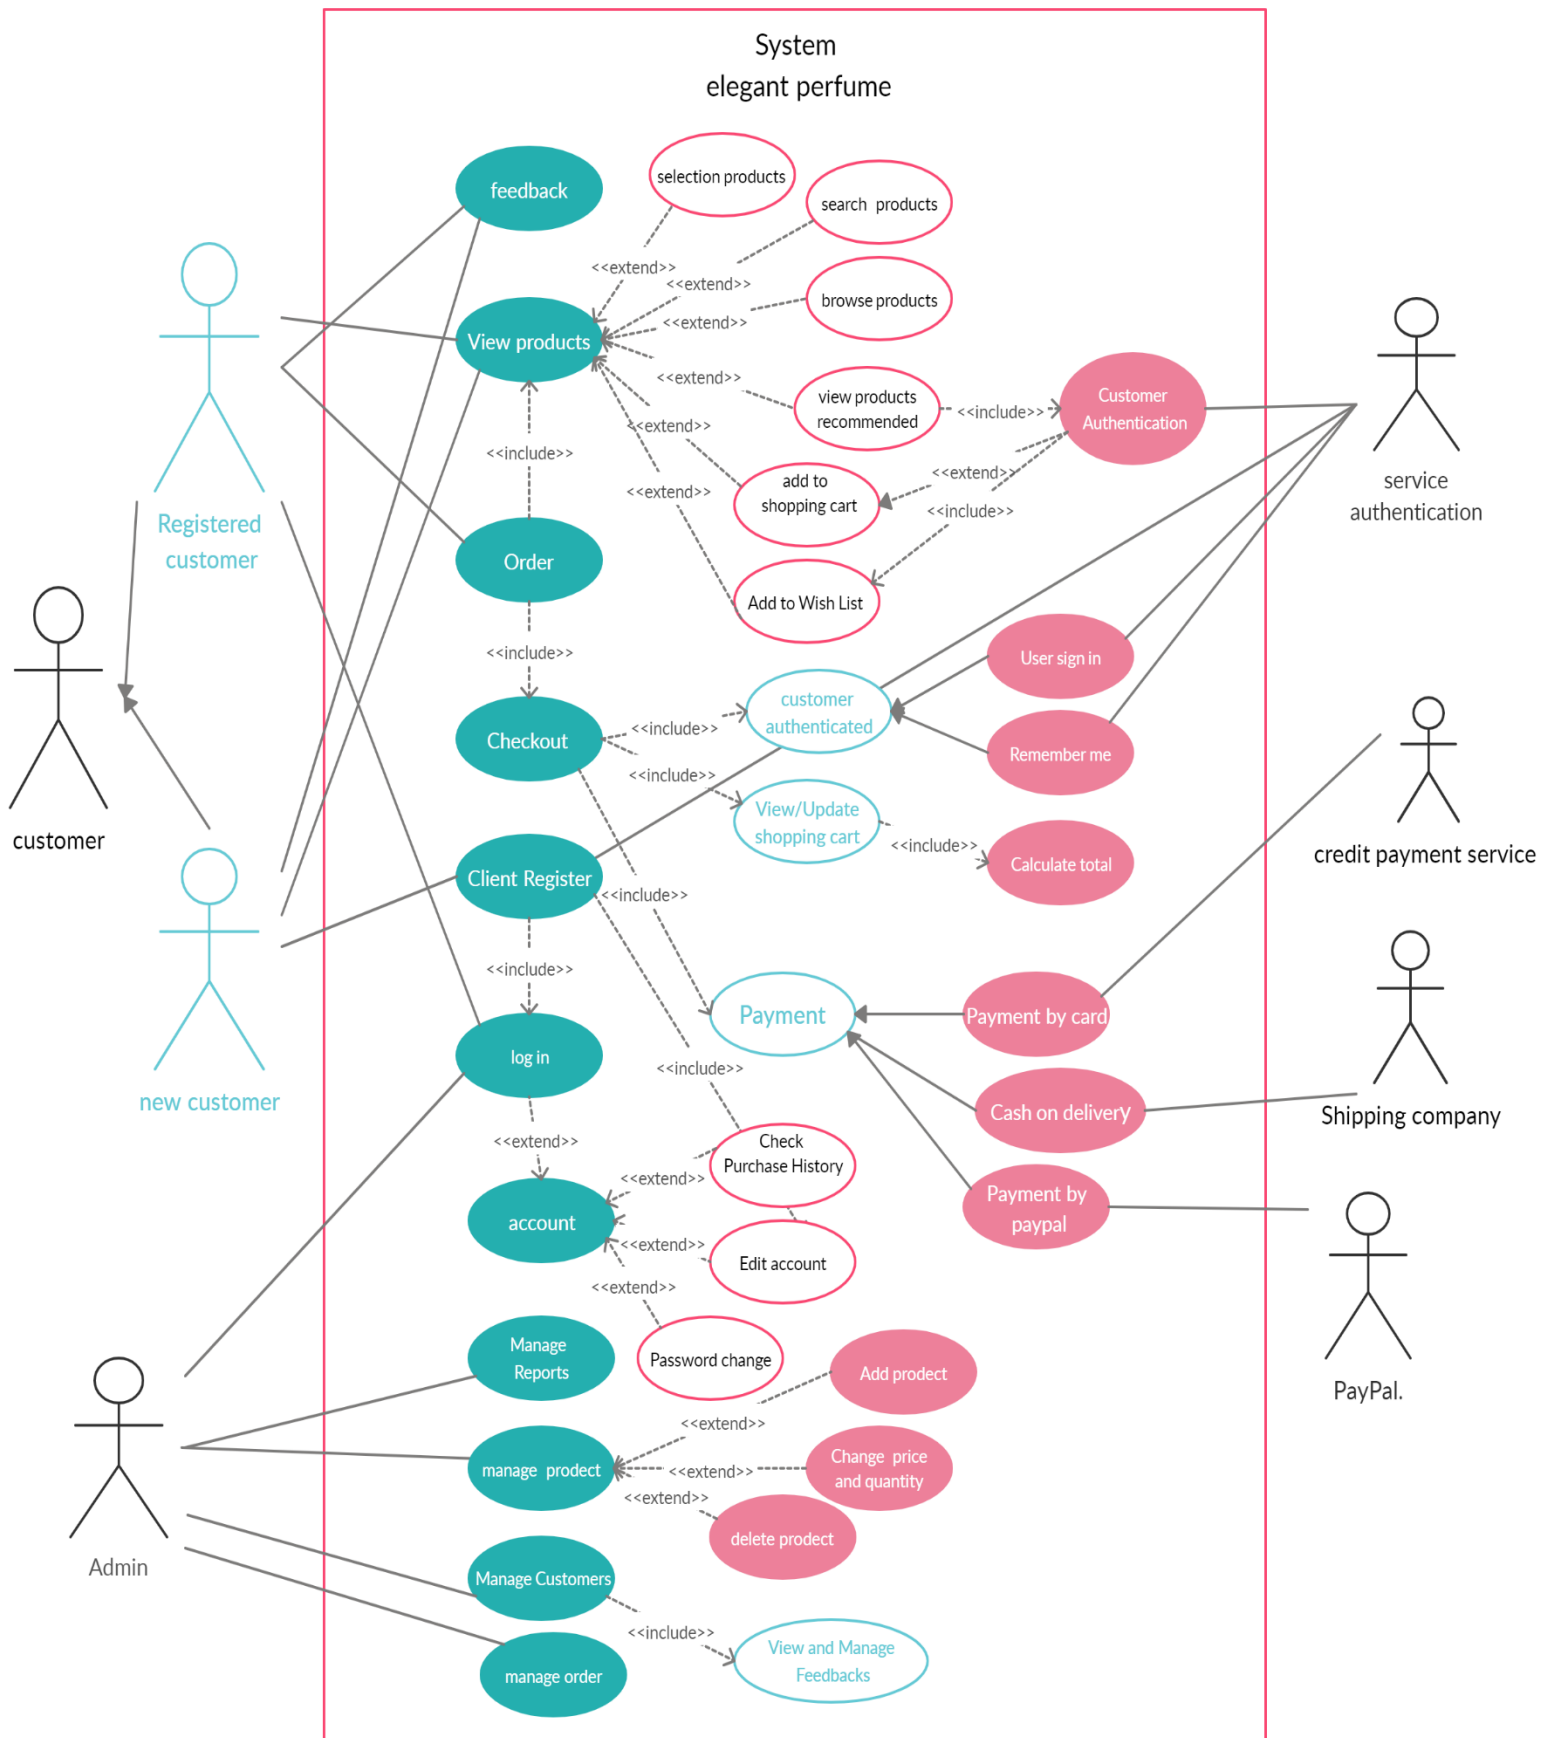 System
elegant perfume
feedback
selection products
search products
<<extend>>
<<extend>>
browse products
<<extend>>
View products
<<extend>>
view products
recommended
<<include>>
Customer
Authentication
<<extend>>
<<include>>
<<extend>>
add to
shopping cart
<<extend>>
<<include>>
service
authentication
Registered
customer
Order
Add to Wish List
<<include>>
User sign in
customer
authenticated
<<include>>
Checkout
Remember me
<<include>>
View/Update
shopping cart
<<include>>
Calculate total
customer
credit payment service
Client Register
<<include>>
<<include>>
Payment
Payment by card
log in
<<include>>
new customer
Cash on delivery
Shipping company
<<extend>>
Check
Purchase History
<<extend>>
Payment by
paypal
account
<<extend>>
Edit account
<<extend>>
Manage
Reports
Password change
Add prodect
PayPal.
<<extend>>
manage prodect
<<extend>>
Change price
and quantity
<<extend>>
delete prodect
Admin
Manage Customers
<<include>>
View and Manage
Feedbacks
manage order